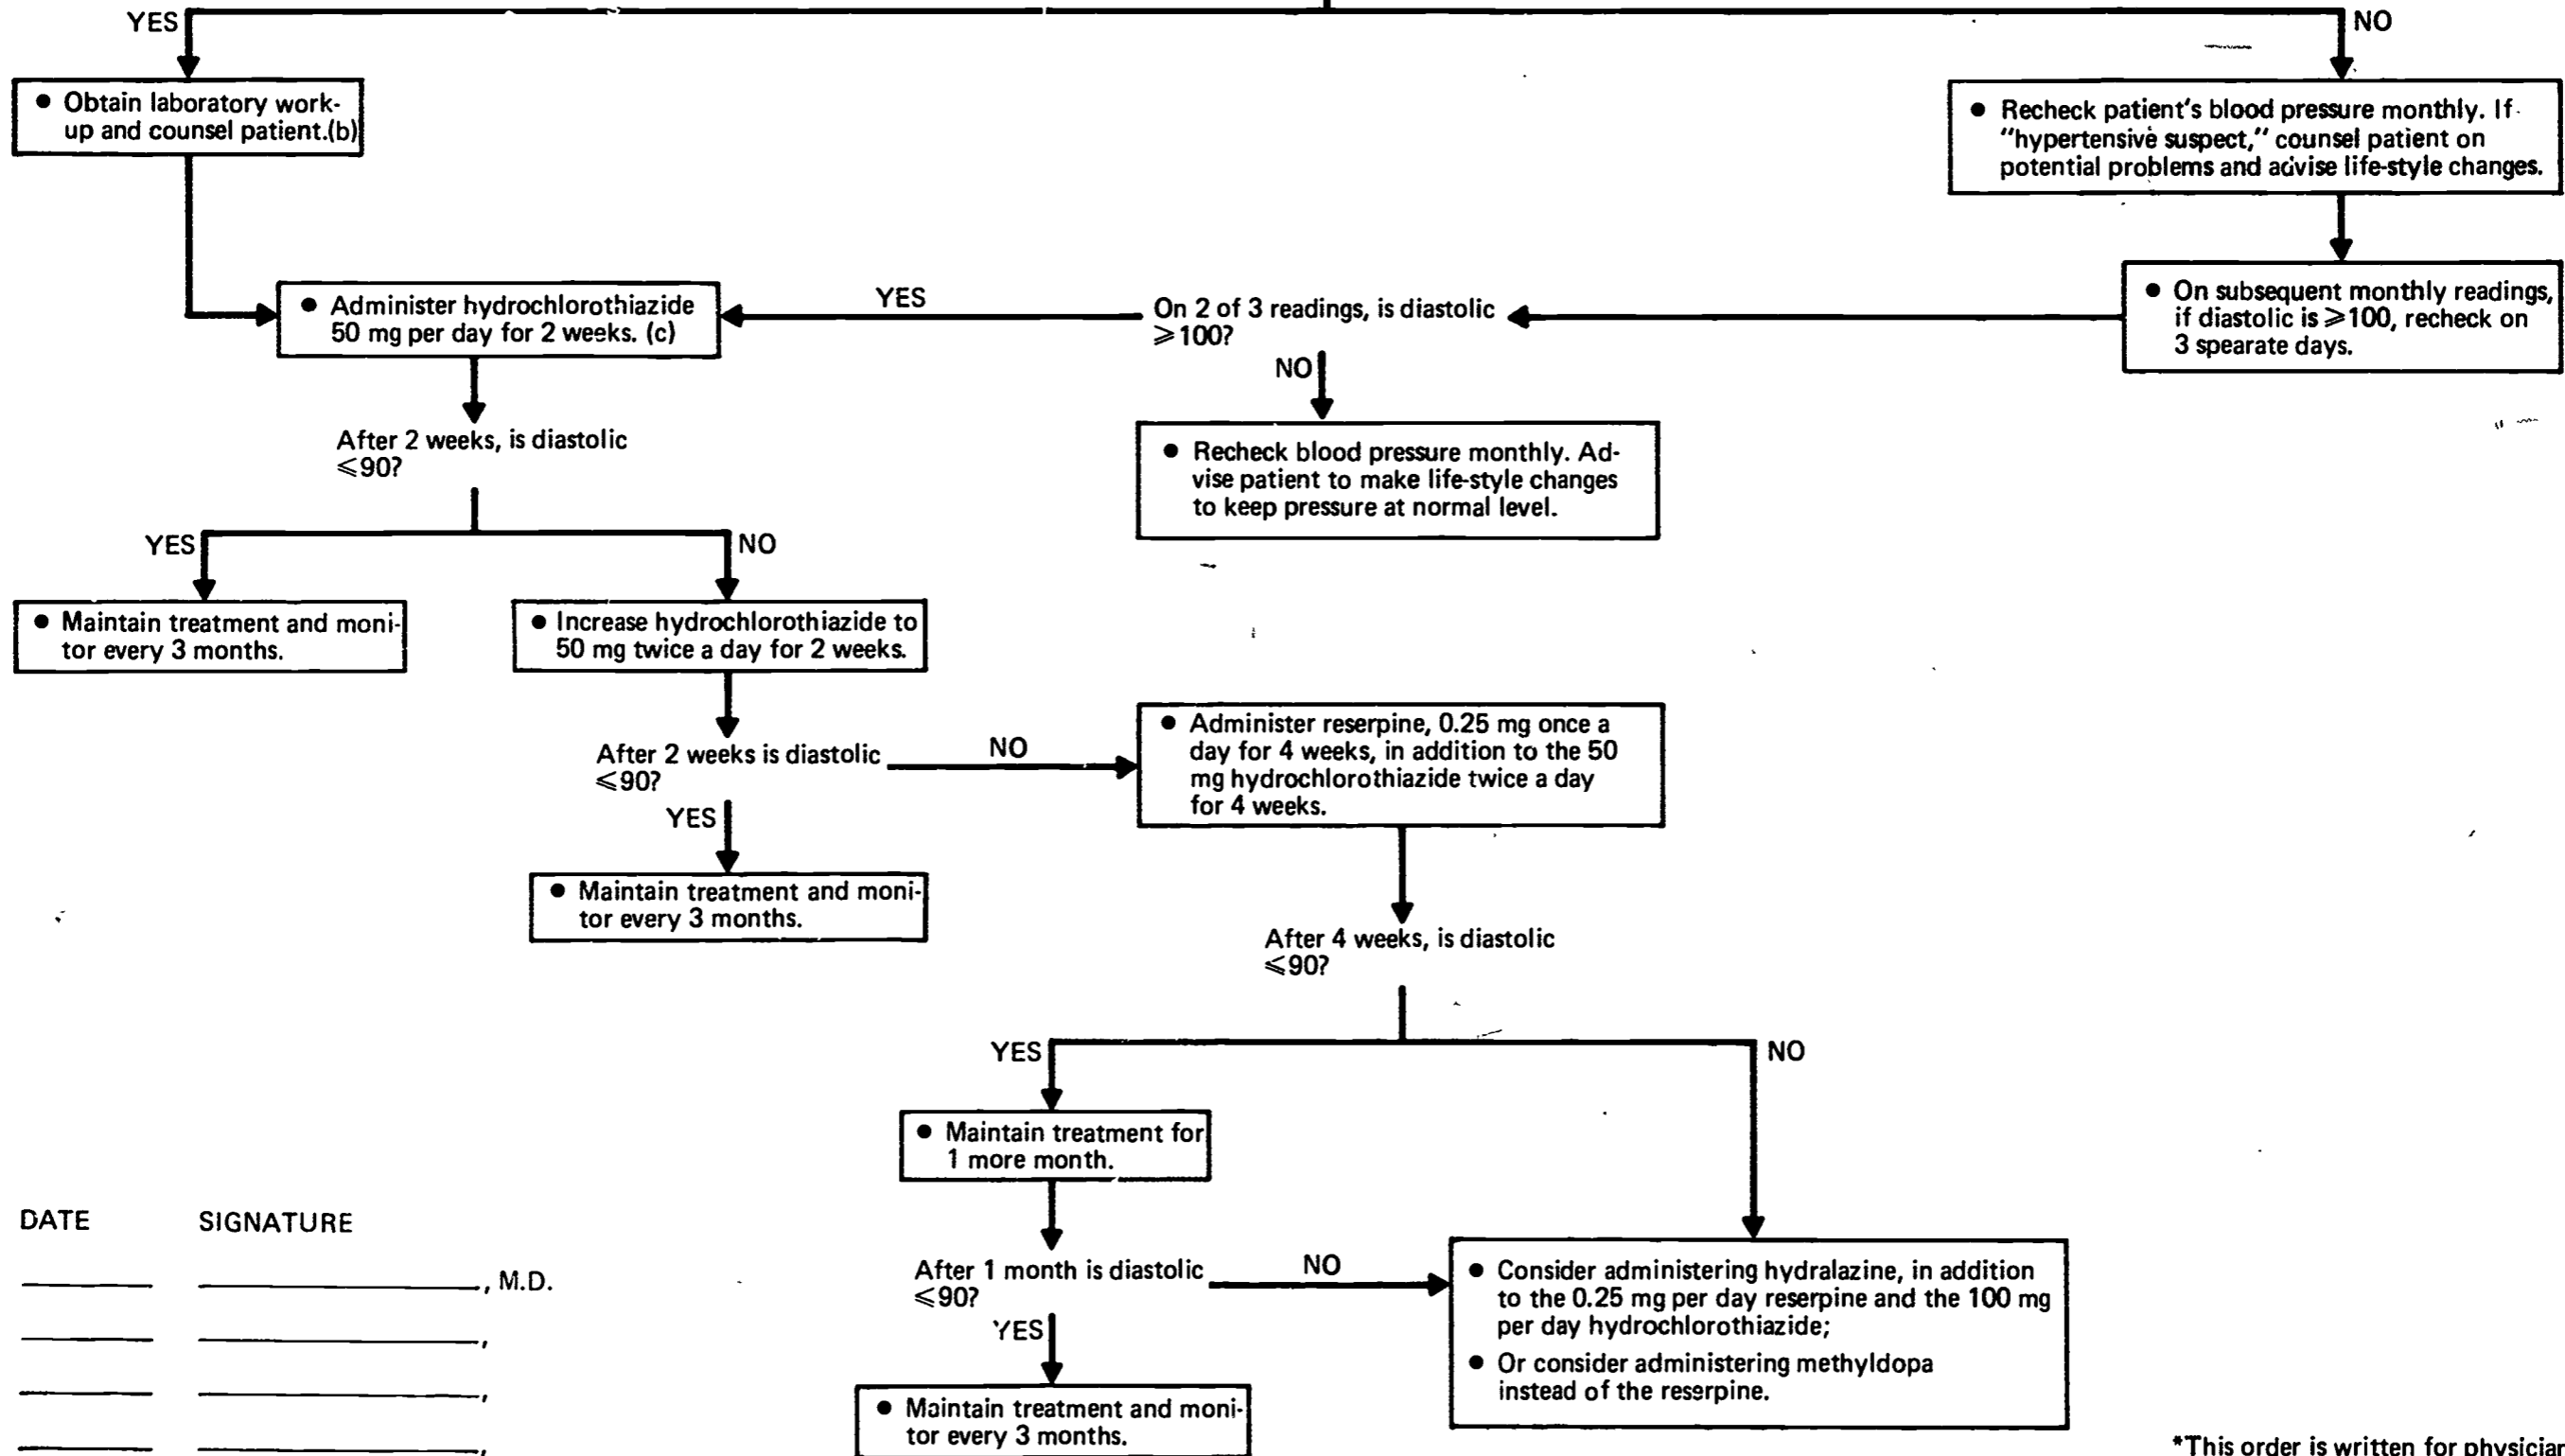 YES
NO
● Obtain laboratory work-
up and counsel patient.(b)
● Recheck patient's blood pressure monthly. If
"hypertensive suspect," counsel patient on
potential problems and advise life-style changes.
● Administer hydrochlorothiazide
50 mg per day for 2 weeks. (c)
YES
On 2 of 3 readings, is diastolic
⩾100?
● On subsequent monthly readings,
if diastolic is ⩾100, recheck on
3 spearate days.
NO
After 2 weeks, is diastolic
⩽90?
● Recheck blood pressure monthly. Ad-
vise patient to make life-style changes
to keep pressure at normal level.
YES
NO
● Maintain treatment and moni-
tor every 3 months.
● Increase hydrochlorothiazide to
50 mg twice a day for 2 weeks.
After 2 weeks is diastolic
⩽90?
NO
● Administer reserpine, 0.25 mg once a
day for 4 weeks, in addition to the 50
mg hydrochlorothiazide twice a day
for 4 weeks.
YES
● Maintain treatment and moni-
tor every 3 months.
After 4 weeks, is diastolic
⩽90?
YES
NO
● Maintain treatment for
1 more month.
DATE SIGNATURE
, M.D.
,
,
,
After 1 month is diastolic
⩽90?
NO
● Consider administering hydralazine, in addition
to the 0.25 mg per day reserpine and the 100 mg
per day hydrochlorothiazide;
● Or consider administering methyldopa
instead of the reserpine.
YES
● Maintain treatment and moni-
tor every 3 months.
*This order is written for physician